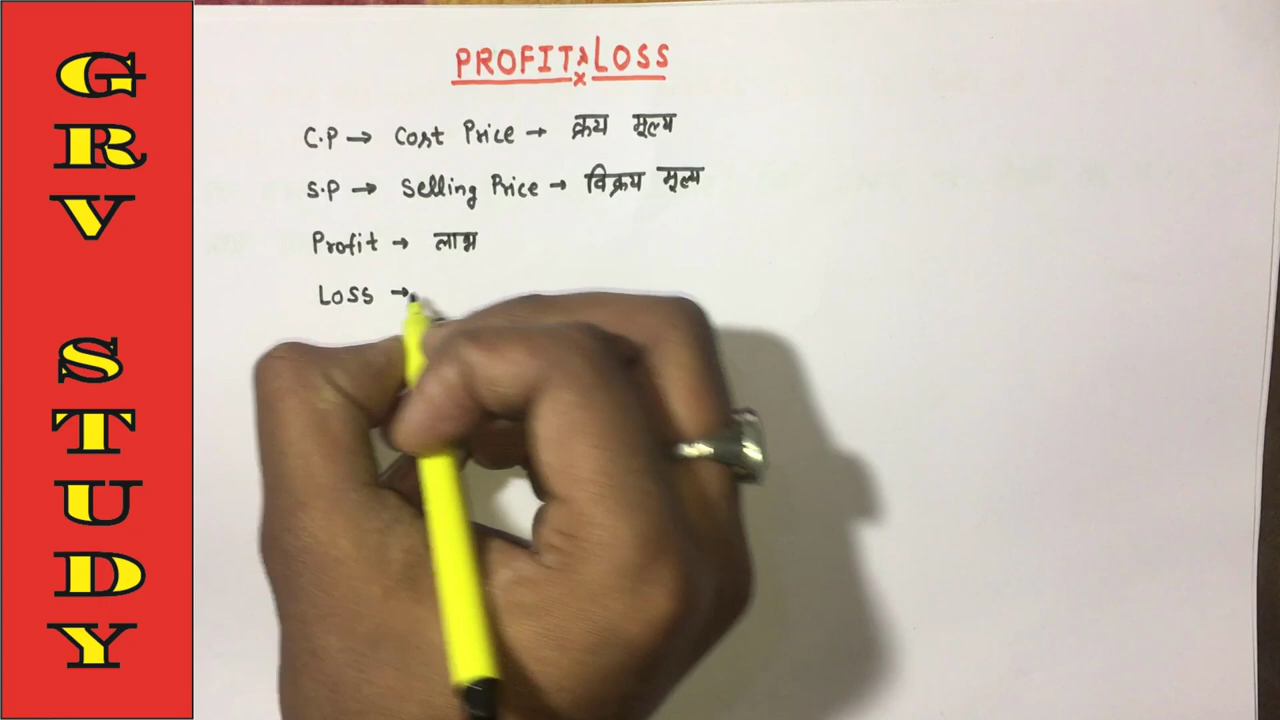 GRV STUDY
PROFIT & LOSS
C.P → Cost Price → क्रय मूल्य
S.P → Selling Price → विक्रय मूल्य
Profit → लाभ
Loss →